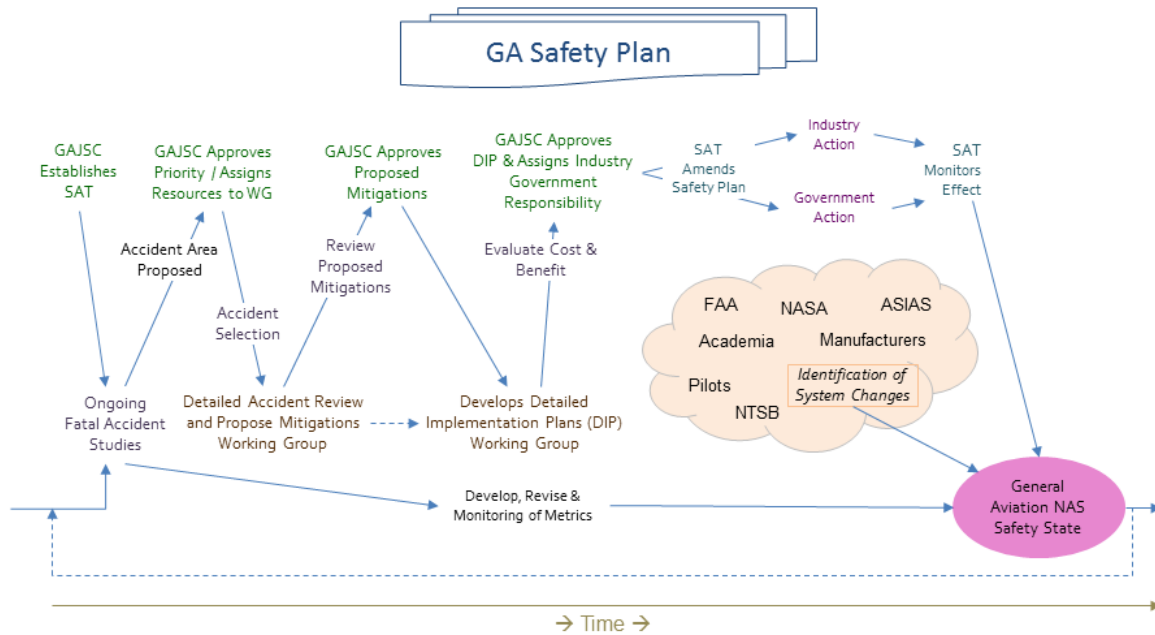 GA Safety Plan
GAJSC
Establishes
SAT
GAJSC Approves
Priority / Assigns
Resources to WG
GAJSC Approves
Proposed
Mitigations
GAJSC Approves
DIP & Assigns Industry
Government
Responsibility
SAT
Amends
Safety Plan
Industry
Action
Government
Action
SAT
Monitors
Effect
Accident Area
Proposed
Accident
Selection
Review
Proposed
Mitigations
Evaluate Cost &
Benefit
FAA
NASA
ASIAS
Academia
Manufacturers
Pilots
NTSB
Identification of
System Changes
Ongoing
Fatal Accident
Studies
Detailed Accident Review
and Propose Mitigations
Working Group
Develops Detailed
Implementation Plans (DIP)
Working Group
Develop, Revise &
Monitoring of Metrics
General
Aviation NAS
Safety State
→ Time →